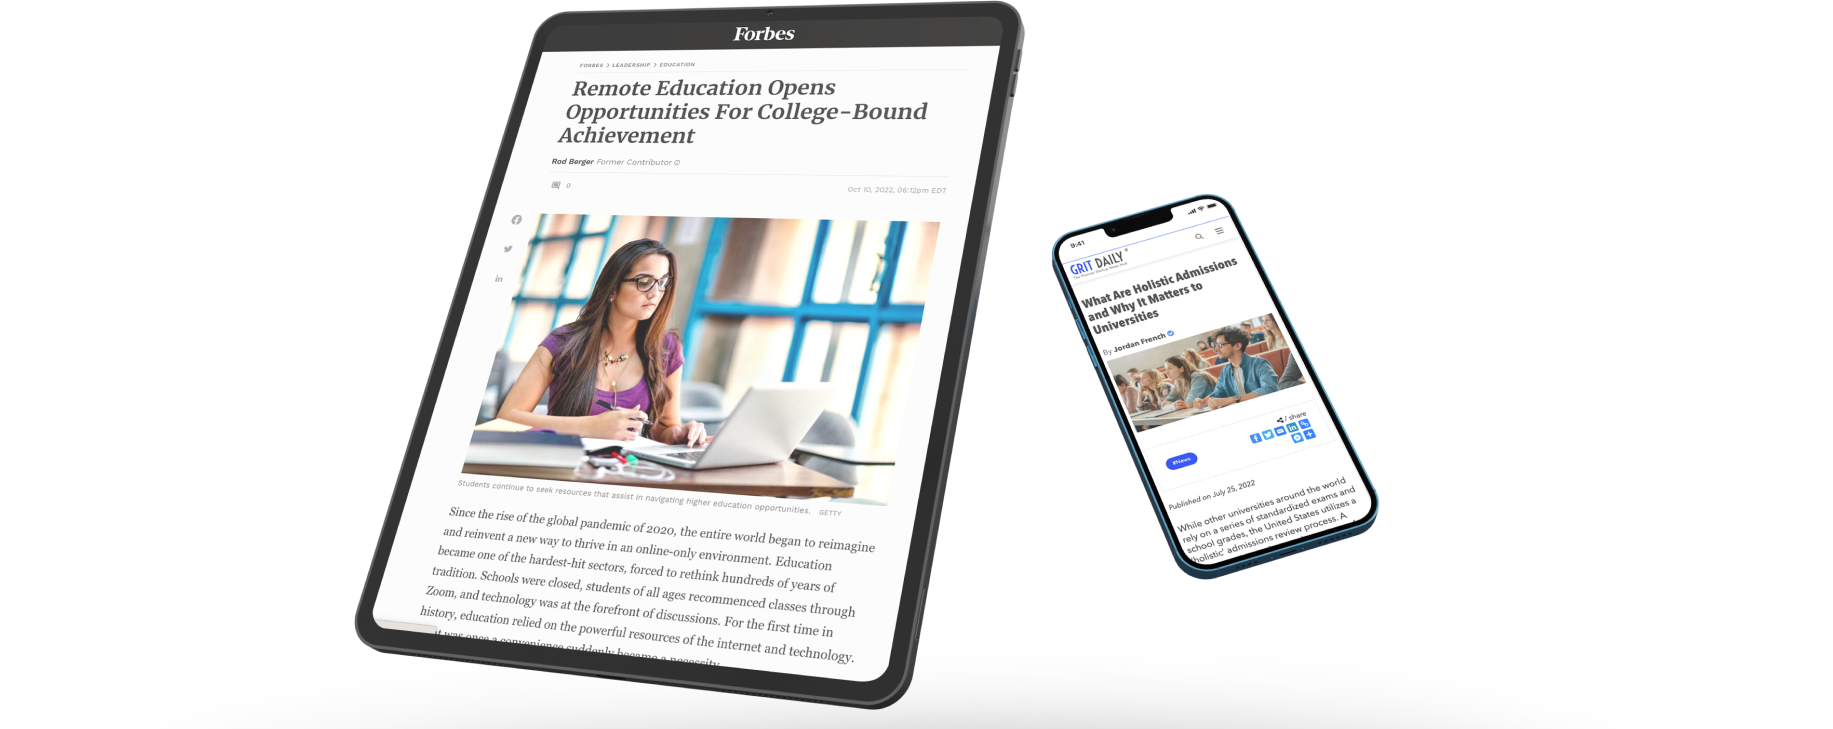 Forbes
FORBES > LEADERSHIP > EDUCATION
Remote Education Opens
Opportunities For College-Bound
Achievement
Rod Berger Former Contributor
0
Oct 10, 2022, 06:12pm EDT
in
Students continue to seek resources that assist in navigating higher education opportunities. GETTY
Since the rise of the global pandemic of 2020, the entire world began to reimagine
and reinvent a new way to thrive in an online-only environment. Education
became one of the hardest-hit sectors, forced to rethink hundreds of years of
tradition. Schools were closed, students of all ages recommenced classes through
Zoom, and technology was at the forefront of discussions. For the first time in
history, education relied on the powerful resources of the internet and technology.
t was once a convenience suddenly became a necessity.
9:41
GRIT DAILY
The Premier Startup News Hub.
What Are Holistic Admissions
and Why It Matters to
Universities
By Jordan French
/ share
#News
Published on July 25, 2022
While other universities around the world
rely on a series of standardized exams and
school grades, the United States utilizes a
'holistic' admissions review process. A